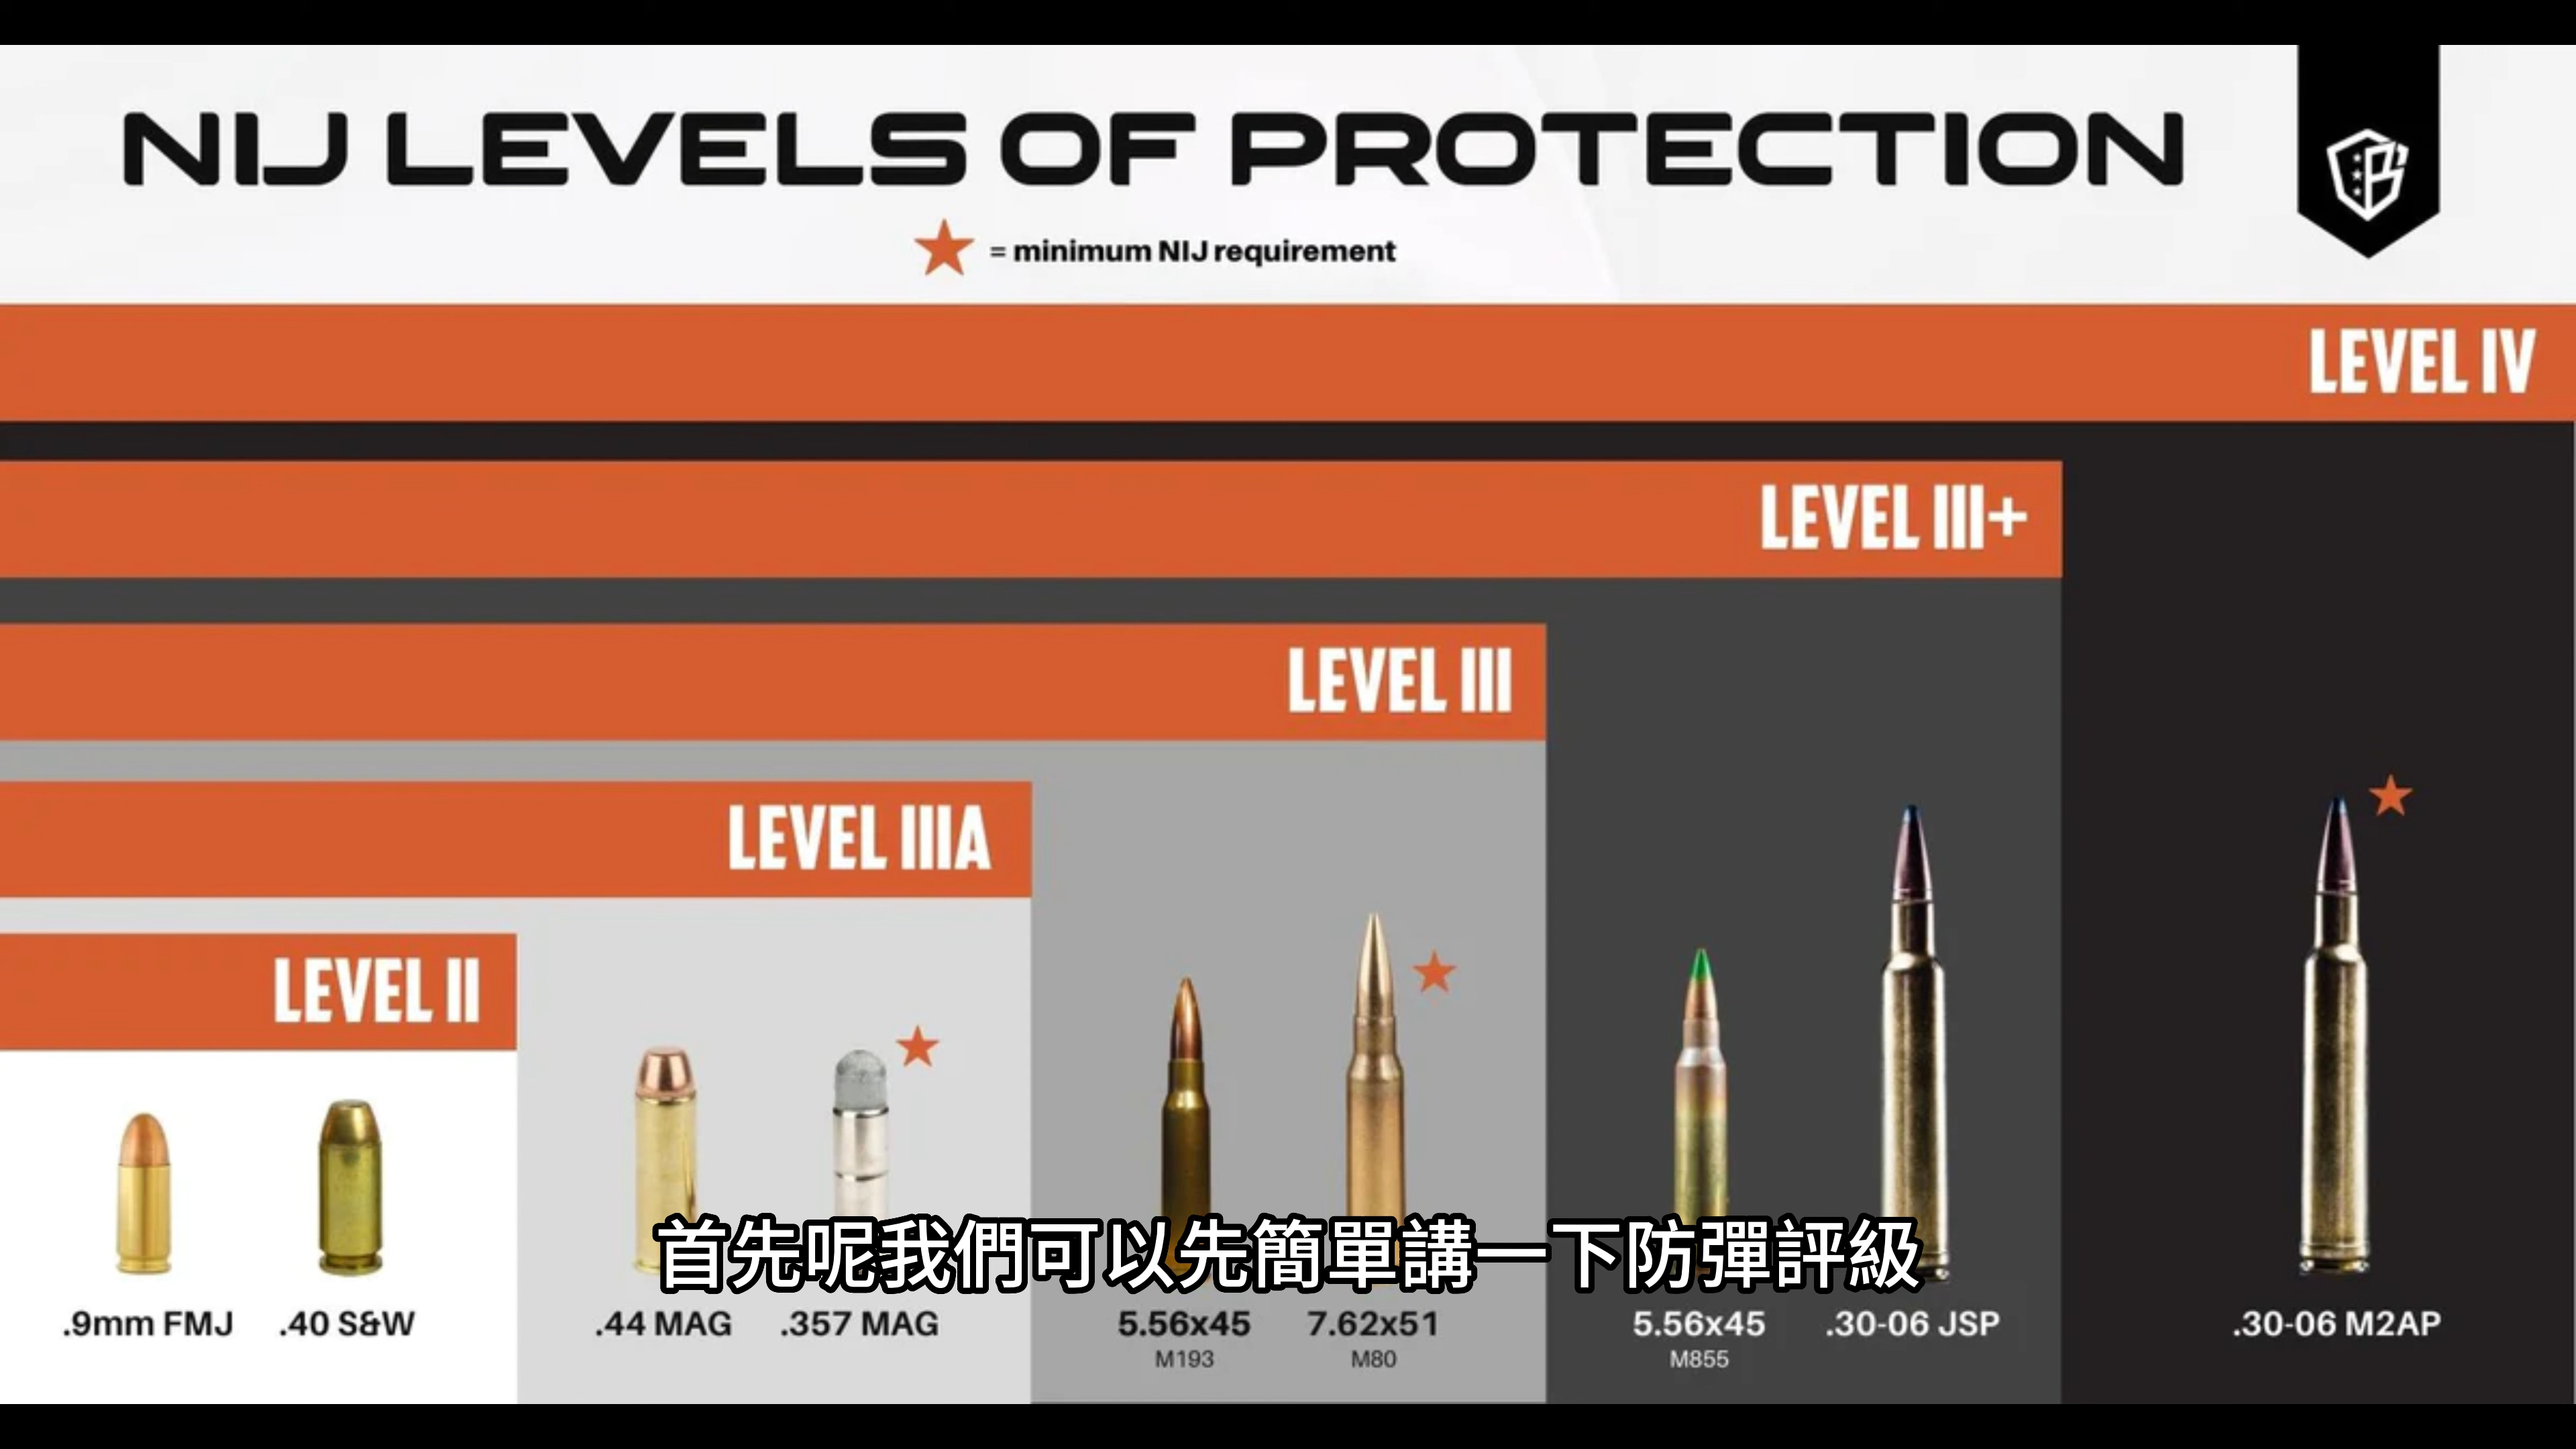 NIJ LEVELS OF PROTECTION
= minimum NIJ requirement
LEVEL IV
LEVEL III+
LEVEL III
LEVEL IIIA
LEVEL II
首先呢我們可以先簡單講一下防彈評級
.9mm FMJ .40 S&W .44 MAG .357 MAG 5.56x45 7.62x51 5.56x45 .30-06 JSP .30-06 M2AP
M193 M80 M855